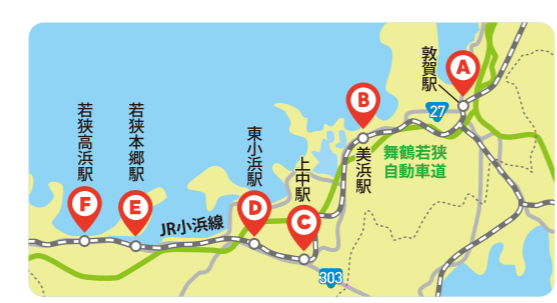 敦賀駅
A
B
27
若狭高浜駅
若狭本郷駅
東小浜駅
上中駅
美浜駅
舞鶴若狭
自動車道
F
E
D
C
JR小浜線
303